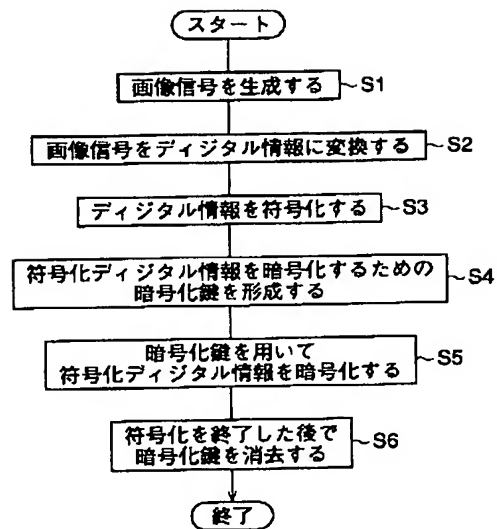 スタート
画像信号を生成する
S1
画像信号をディジタル情報に変換する
S2
ディジタル情報を符号化する
S3
符号化ディジタル情報を暗号化するための
暗号化鍵を形成する
S4
暗号化鍵を用いて
符号化ディジタル情報を暗号化する
S5
符号化を終了した後で
暗号化鍵を消去する
S6
終了